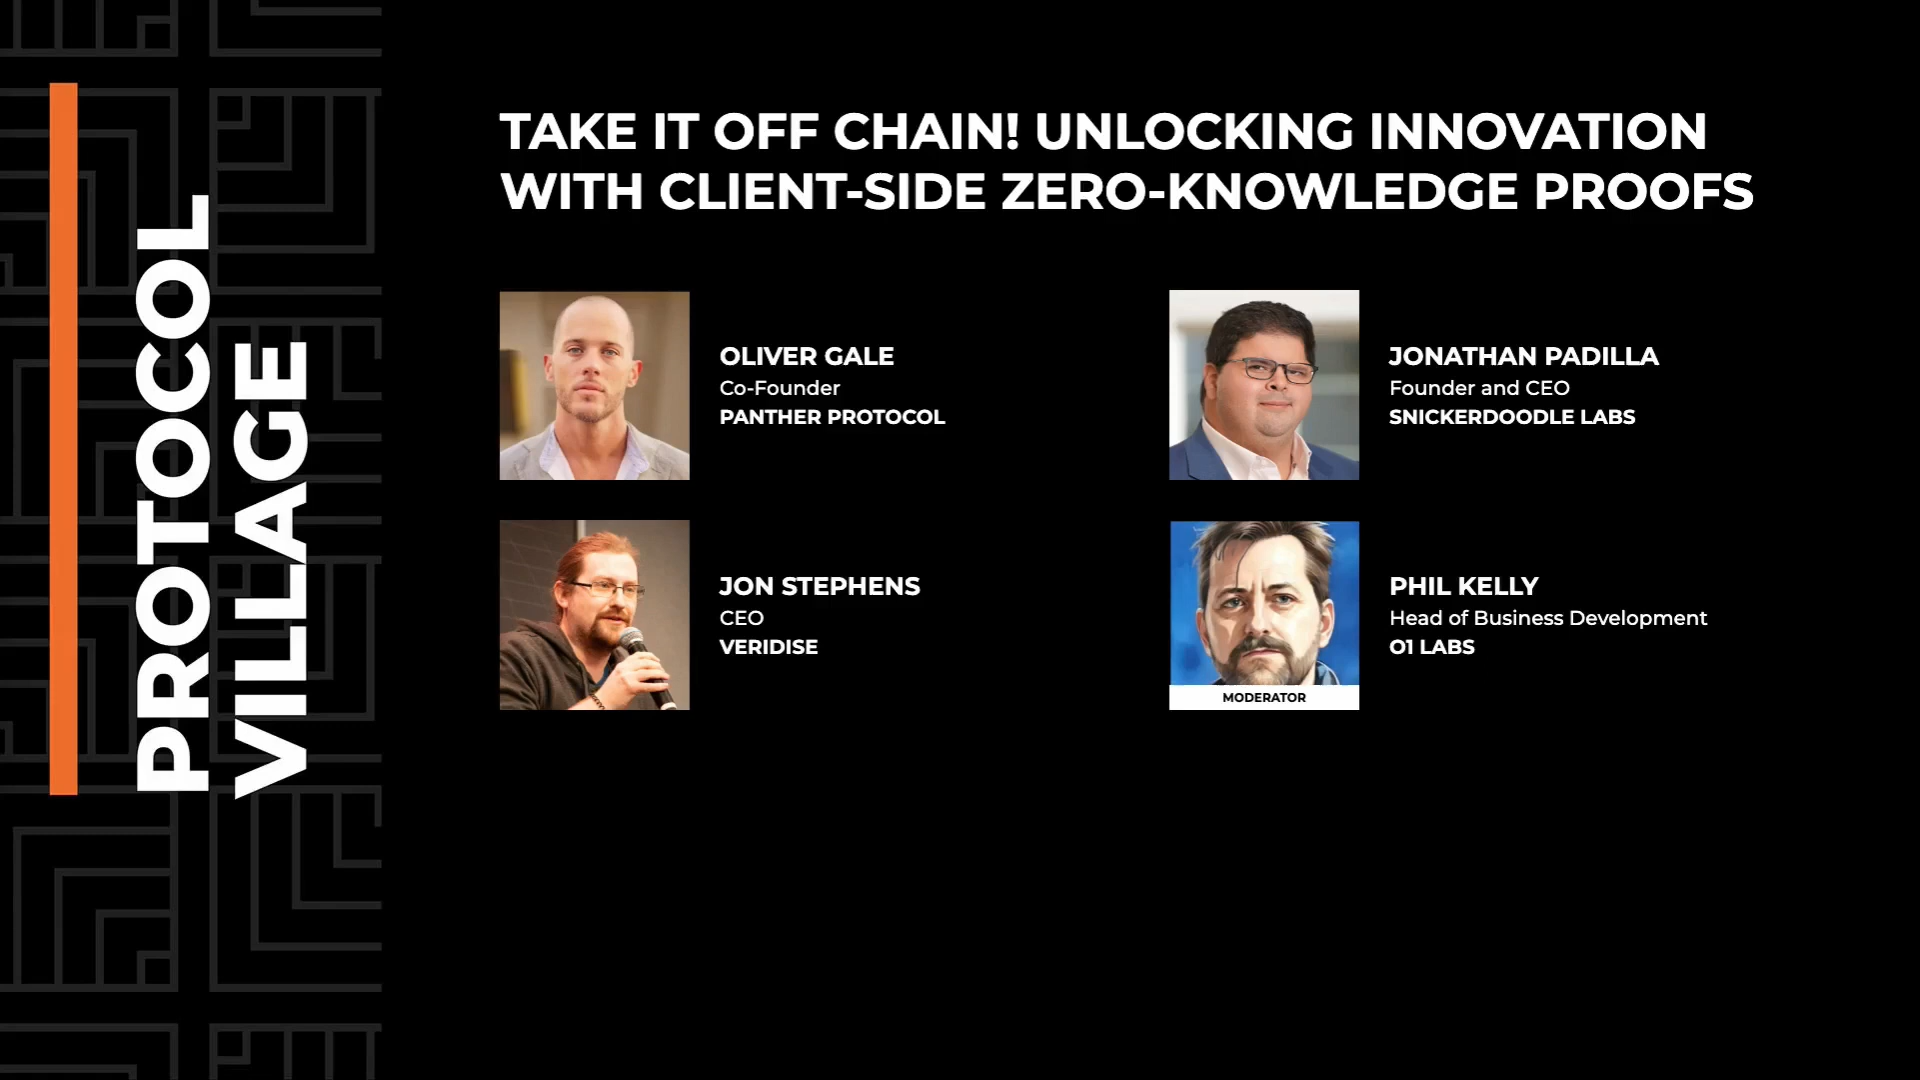 PROTOCOL
VILLAGE
TAKE IT OFF CHAIN! UNLOCKING INNOVATION
WITH CLIENT-SIDE ZERO-KNOWLEDGE PROOFS
OLIVER GALE
Co-Founder
PANTHER PROTOCOL
JONATHAN PADILLA
Founder and CEO
SNICKERDOODLE LABS
JON STEPHENS
CEO
VERIDISE
MODERATOR
PHIL KELLY
Head of Business Development
O1 LABS